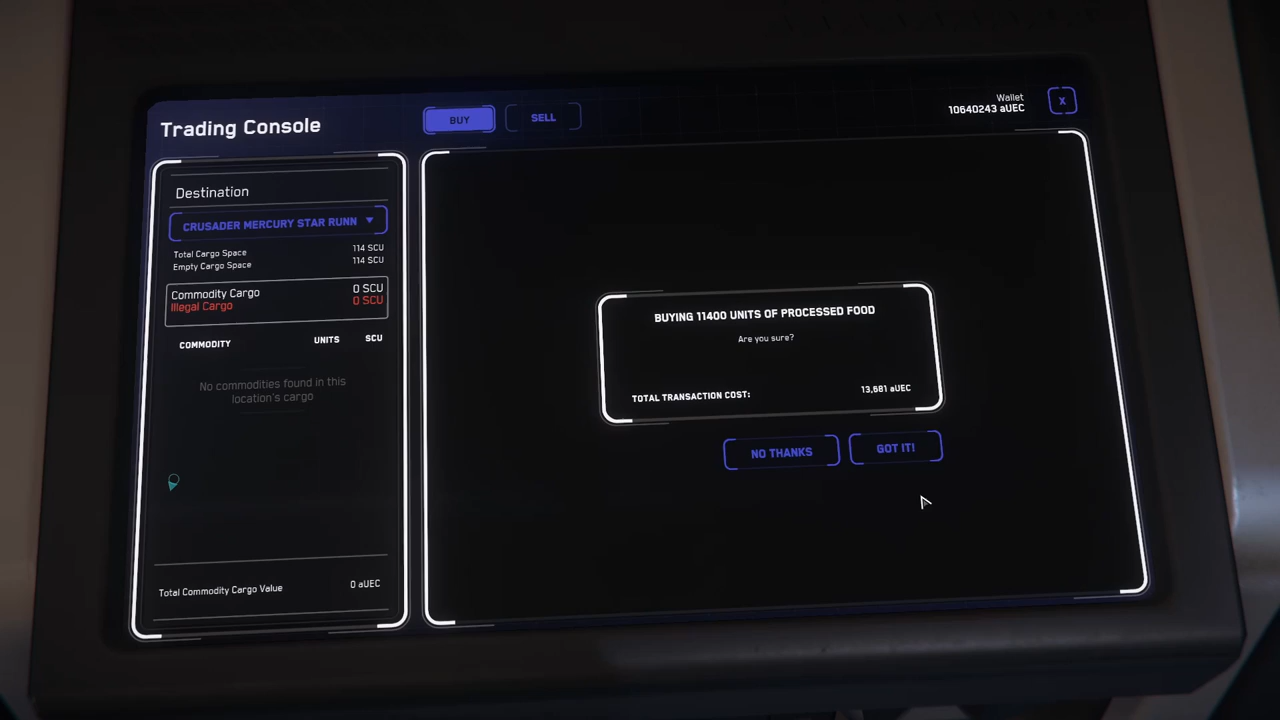 Trading Console
BUY
SELL
Wallet
10640243 aUEC
X
Destination
CRUSADER MERCURY STAR RUNN
Total Cargo Space 114 SCU
Empty Cargo Space 114 SCU
Commodity Cargo 0 SCU
Illegal Cargo 0 SCU
COMMODITY UNITS SCU
No commodities found in this
location's cargo
Total Commodity Cargo Value 0 aUEC
BUYING 11400 UNITS OF PROCESSED FOOD
Are you sure?
TOTAL TRANSACTION COST: 13,681 aUEC
NO THANKS
GOT IT!